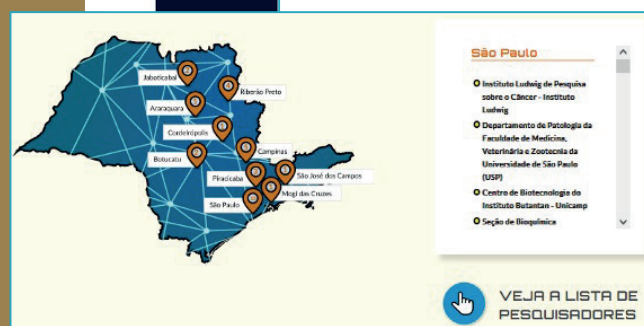 Jaboticabal
Riberão Preto
Araraquara
Cordeirópolis
Botucatu
Campinas
Piracicaba
São José dos Campos
Mogi das Cruzes
São Paulo
São Paulo
Instituto Ludwig de Pesquisa
sobre o Câncer - Instituto
Ludwig
Departamento de Patologia da
Faculdade de Medicina,
Veterinária e Zootecnia da
Universidade de São Paulo
(USP)
Centro de Biotecnologia do
Instituto Butantan - Unicamp
Seção de Bioquímica
VEJA A LISTA DE
PESQUISADORES